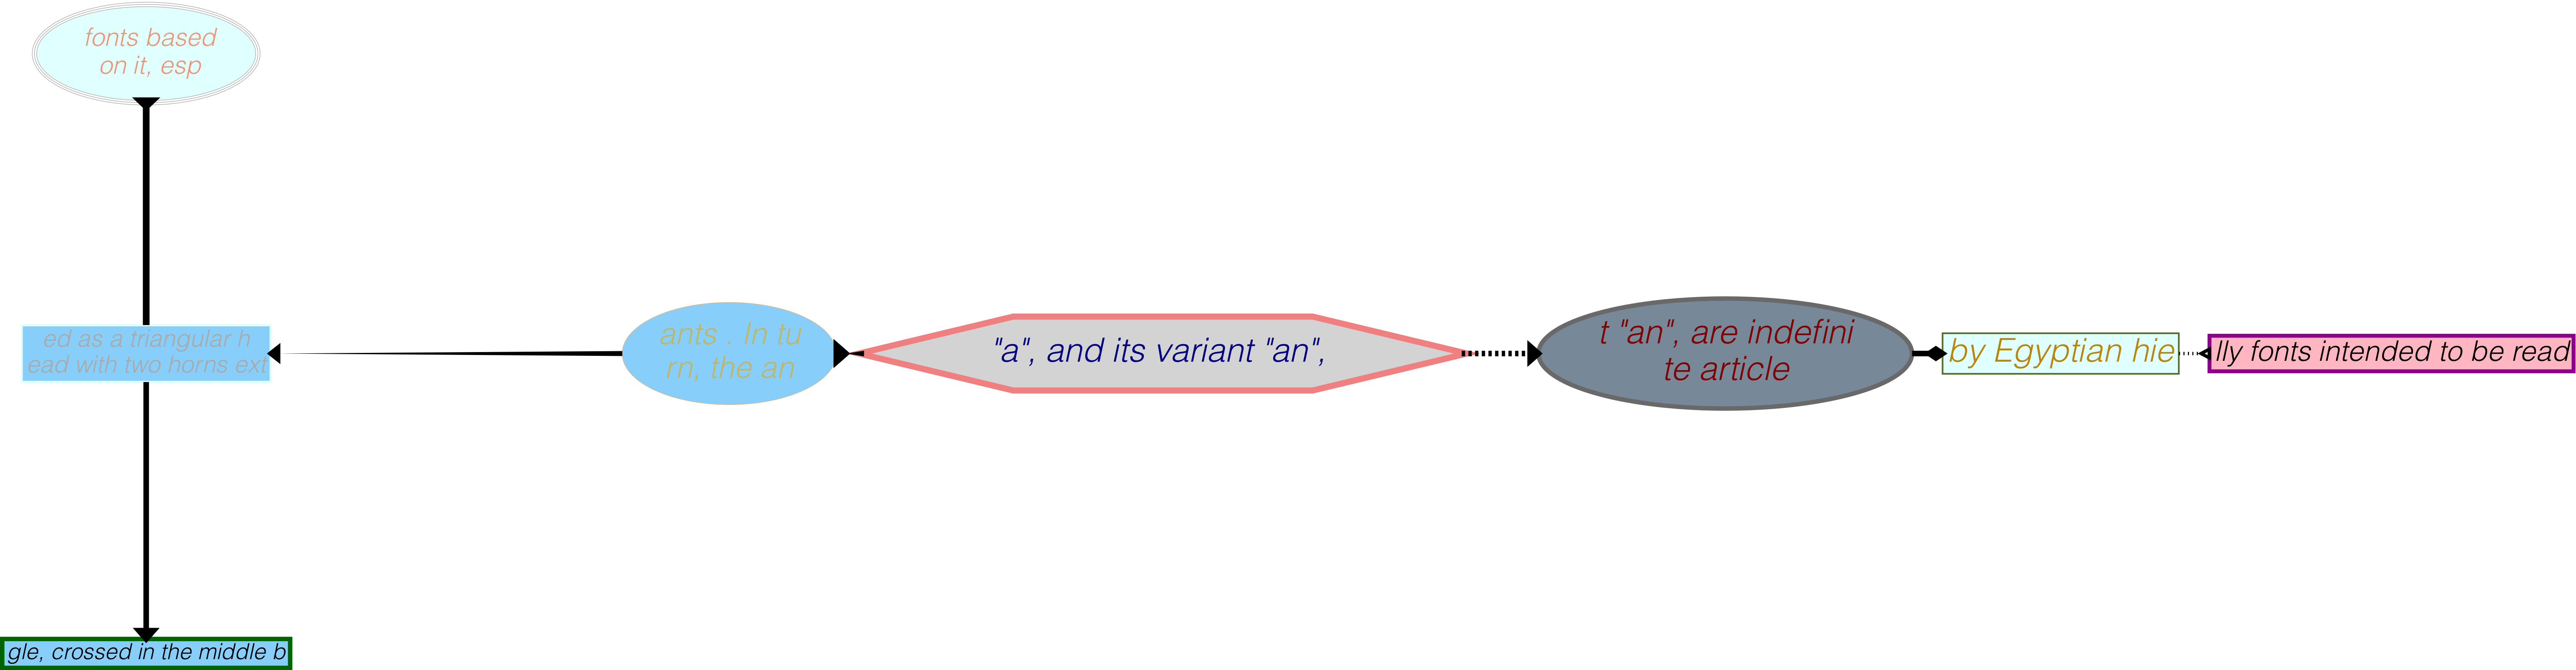 fonts based
on it, esp
ed as a triangular h
ead with two horns ext
ants . In tu
rn, the an
"a", and its variant "an",
t "an", are indefini
te article
by Egyptian hie
lly fonts intended to be read
gle, crossed in the middle b